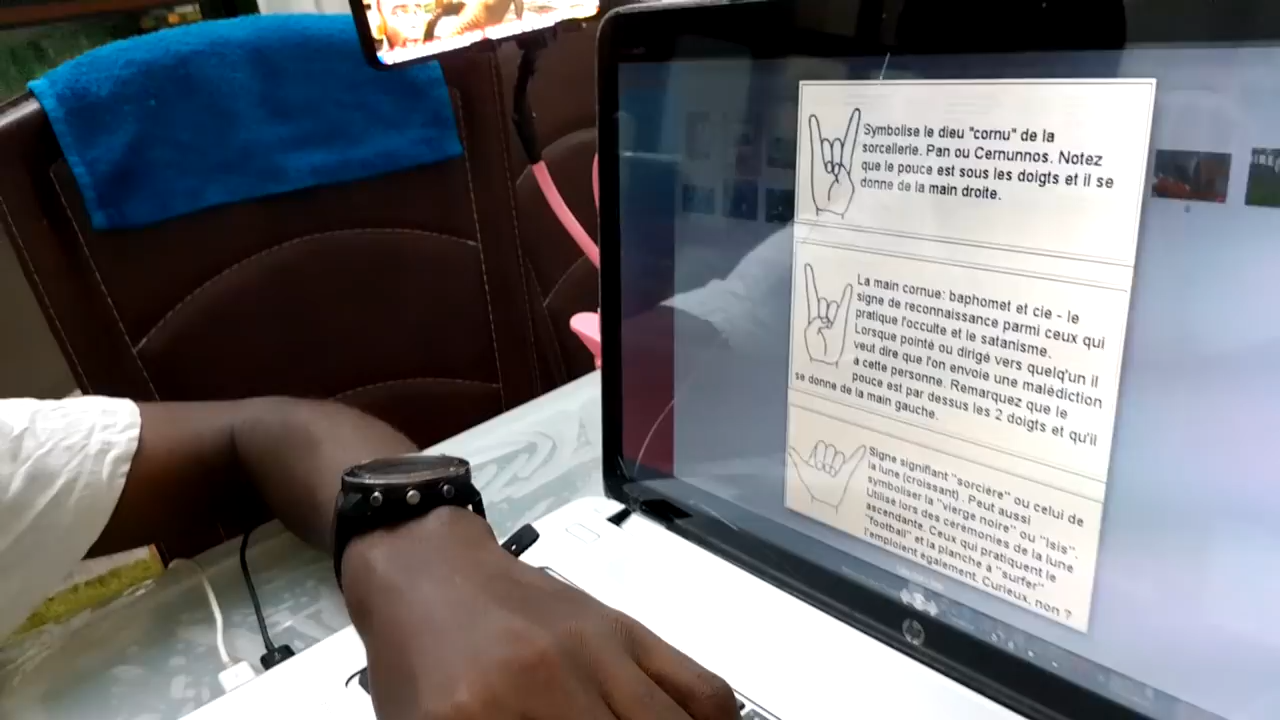 Symbolise le dieu "cornu" de la
sorcellerie. Pan ou Cernunnos. Notez
que le pouce est sous les doigts et il se
donne de la main droite.
La main cornue: baphomet et cie - le
signe de reconnaissance parmi ceux qui
pratique l'occulte et le satanisme.
Lorsque pointé ou dirigé vers quelq'un il
veut dire que l'on envoie une malédiction
à cette personne. Remarquez que le
pouce est par dessus les 2 doigts et qu'il
se donne de la main gauche.
Signe signifiant "sorcière" ou celui de
la lune (croissant). Peut aussi
symboliser la "vierge noire" ou "Isis".
Utilisé lors des cérémonies de la lune
ascendante. Ceux qui pratiquent le
"football" et la planche à "surfer"
l'emploient également. Curieux, non ?
hp